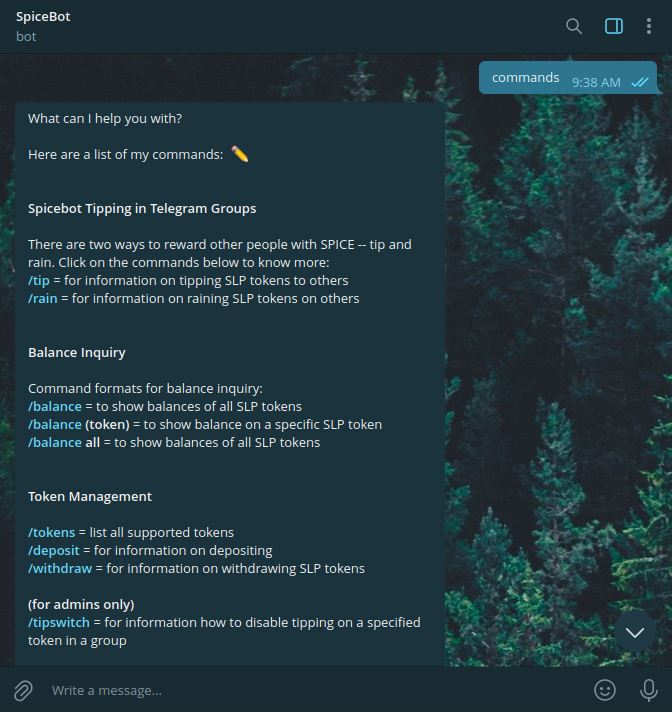 SpiceBot
bot
commands 9:38 AM
What can I help you with?
Here are a list of my commands: ✏️
Spicebot Tipping in Telegram Groups
There are two ways to reward other people with SPICE -- tip and
rain. Click on the commands below to know more:
/tip = for information on tipping SLP tokens to others
/rain = for information on raining SLP tokens on others
Balance Inquiry
Command formats for balance inquiry:
/balance = to show balances of all SLP tokens
/balance (token) = to show balance on a specific SLP token
/balance all = to show balances of all SLP tokens
Token Management
/tokens = list all supported tokens
/deposit = for information on depositing
/withdraw = for information on withdrawing SLP tokens
(for admins only)
/tipswitch = for information how to disable tipping on a specified
token in a group
Write a message...